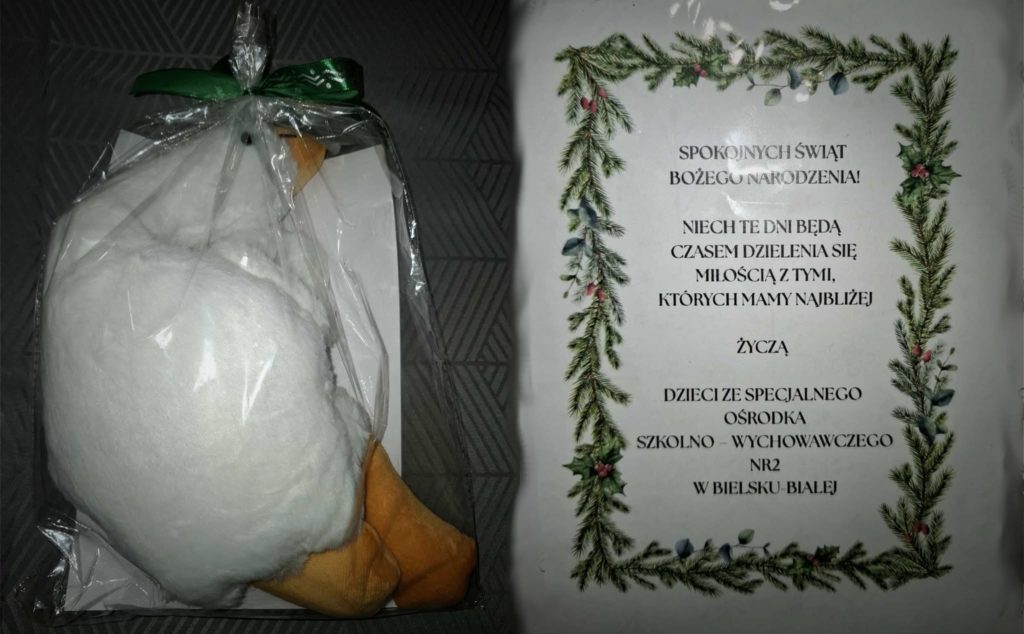 SPOKOJNYCH ŚWIĄT
BOŻEGO NARODZENIA!
NIECH TE DNI BĘDĄ
CZASEM DZIELENIA SIĘ
MIŁOŚCIĄ Z TYMI,
KTÓRYCH MAMY NAJBLIŻEJ
ŻYCZĄ
DZIECI ZE SPECJALNEGO
OŚRODKA
SZKOLNO – WYCHOWAWCZEGO
NR2
W BIELSKU-BIALEJ